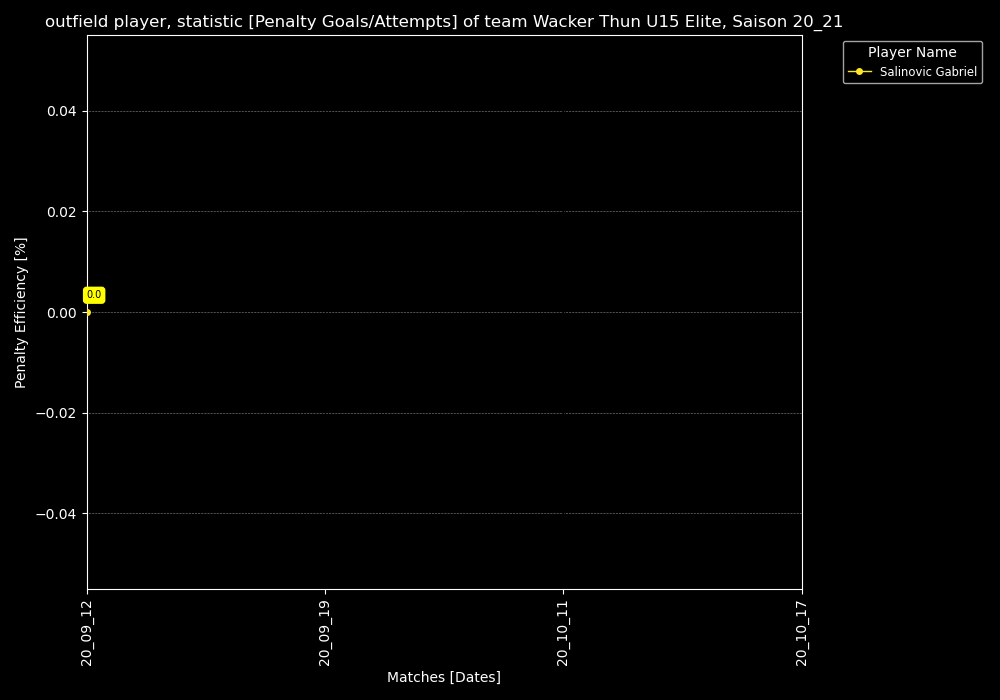 outfield player, statistic [Penalty Goals/Attempts] of team Wacker Thun U15 Elite, Saison 20_21
Player Name
Salinovic Gabriel
0.04
0.02
0.0
0.00
−0.02
−0.04
Penalty Efficiency [%]
20_09_12
20_09_19
20_10_11
20_10_17
Matches [Dates]